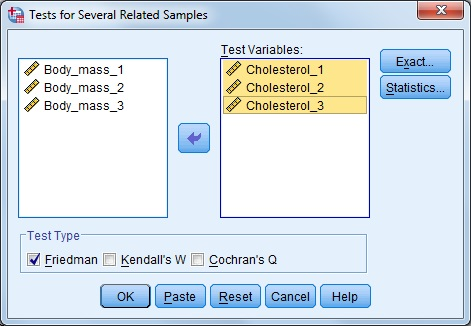 Tests for Several Related Samples
Test Variables:
Body_mass_1
Body_mass_2
Body_mass_3
Cholesterol_1
Cholesterol_2
Cholesterol_3
Exact...
Statistics...
Test Type
Friedman Kendall's W Cochran's Q
OK Paste Reset Cancel Help